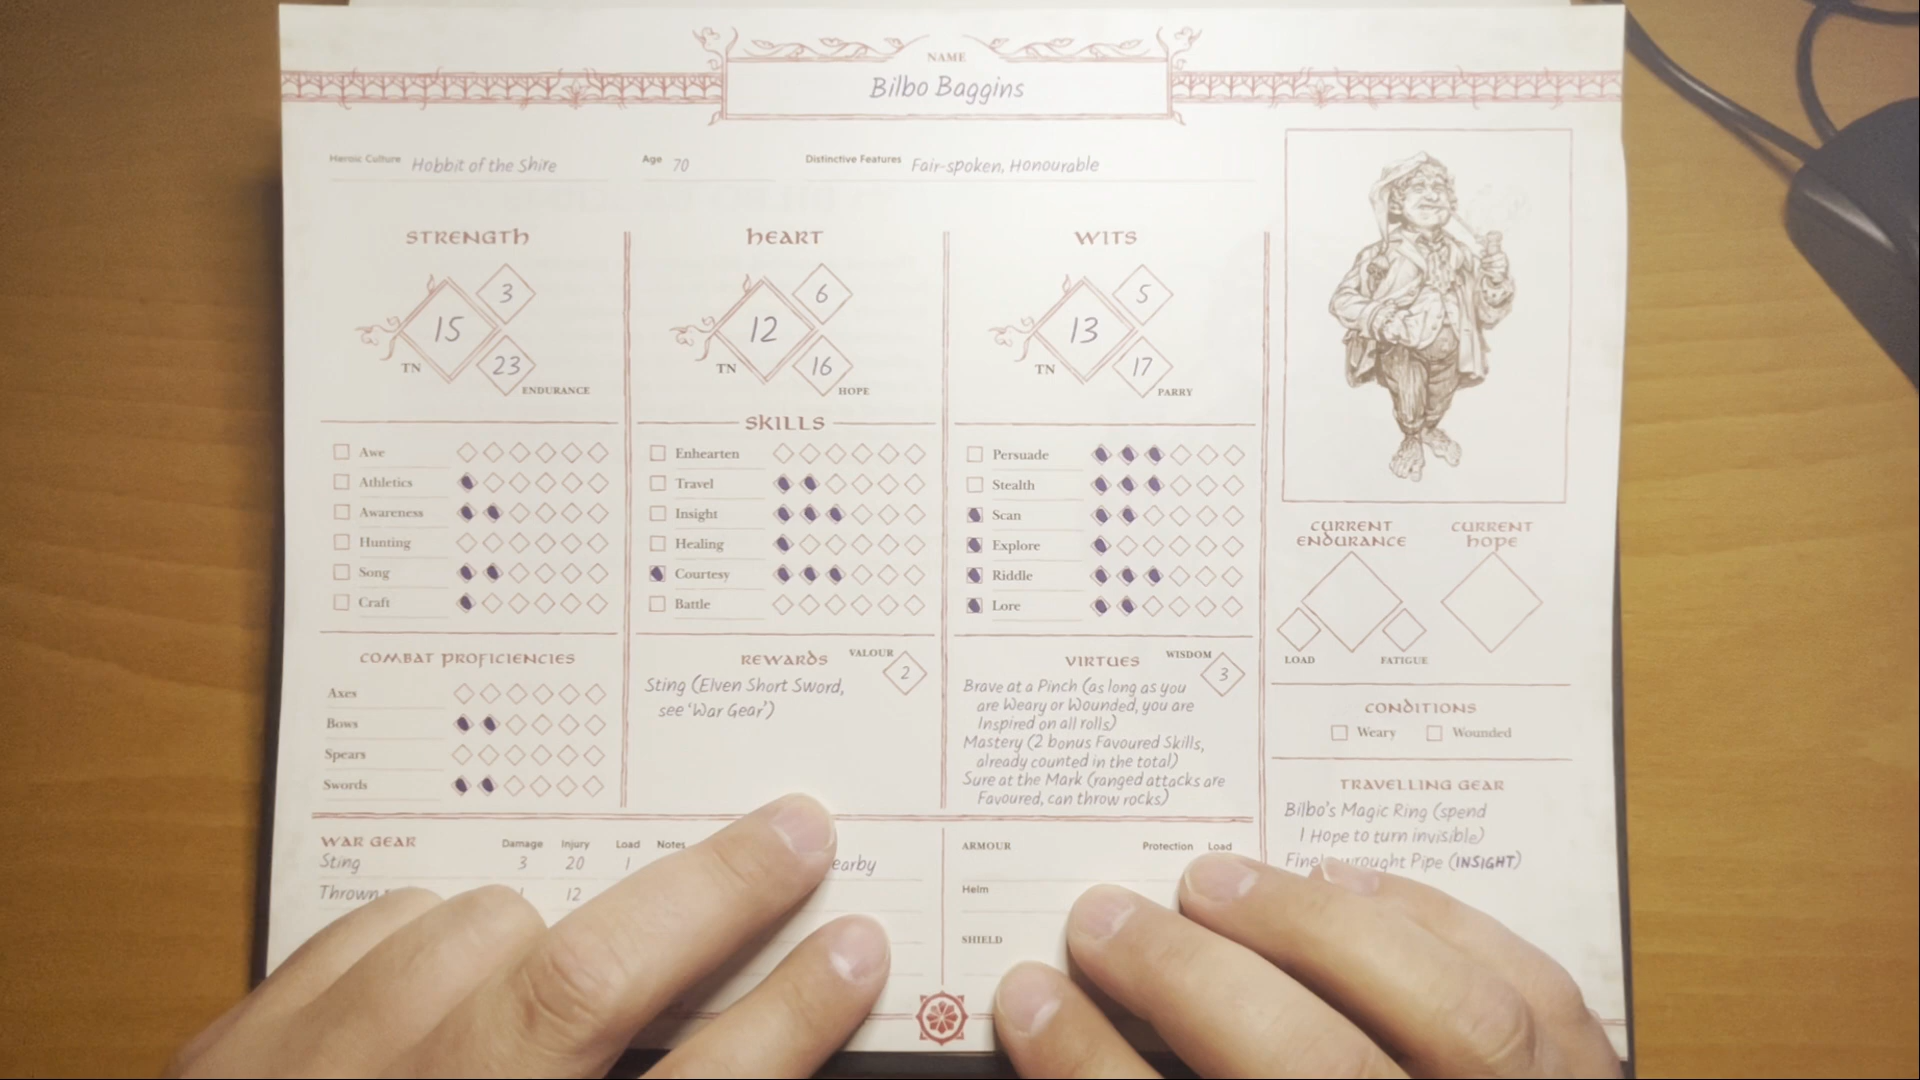 NAME
Bilbo Baggins
Heroic Culture Hobbit of the Shire Age 70 Distinctive Features Fair-spoken, Honourable
STRENGTH
15
TN
3
23
ENDURANCE
HEART
12
TN
6
16
HOPE
WITS
13
TN
5
17
PARRY
SKILLS
Awe
Athletics
Awareness
Hunting
Song
Craft
Enhearten
Travel
Insight
Healing
Courtesy
Battle
Persuade
Stealth
Scan
Explore
Riddle
Lore
COMBAT PROFICIENCIES
Axes
Bows
Spears
Swords
REWARDS
VALOUR
2
Sting (Elven Short Sword,
see 'War Gear')
VIRTUES
WISDOM
3
Brave at a Pinch (as long as you
are Weary or Wounded, you are
Inspired on all rolls)
Mastery (2 bonus Favoured Skills,
already counted in the total)
Sure at the Mark (ranged attacks are
Favoured, can throw rocks)
CURRENT
ENDURANCE
CURRENT
HOPE
LOAD
FATIGUE
CONDITIONS
Weary Wounded
TRAVELLING GEAR
Bilbo's Magic Ring (spend
1 Hope to turn invisible)
Pipe (INSIGHT)
WAR GEAR Damage Injury Load Notes
Sting 3 20 1
Thrown 12
ARMOUR Protection Load
Helm
SHIELD